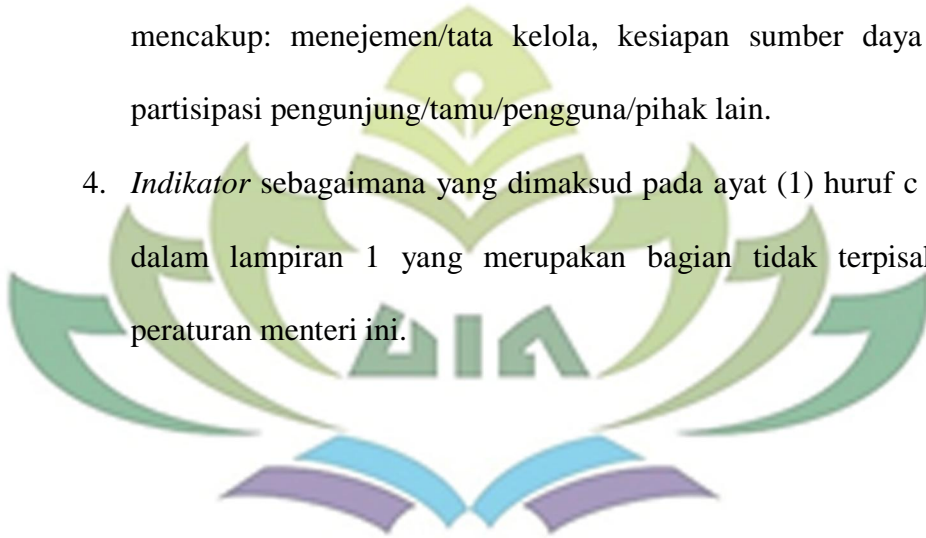 mencakup: menejemen/tata kelola, kesiapan sumber daya
partisipasi pengunjung/tamu/pengguna/pihak lain.
4. Indikator sebagaimana yang dimaksud pada ayat (1) huruf c
dalam lampiran 1 yang merupakan bagian tidak
peraturan menteri ini.